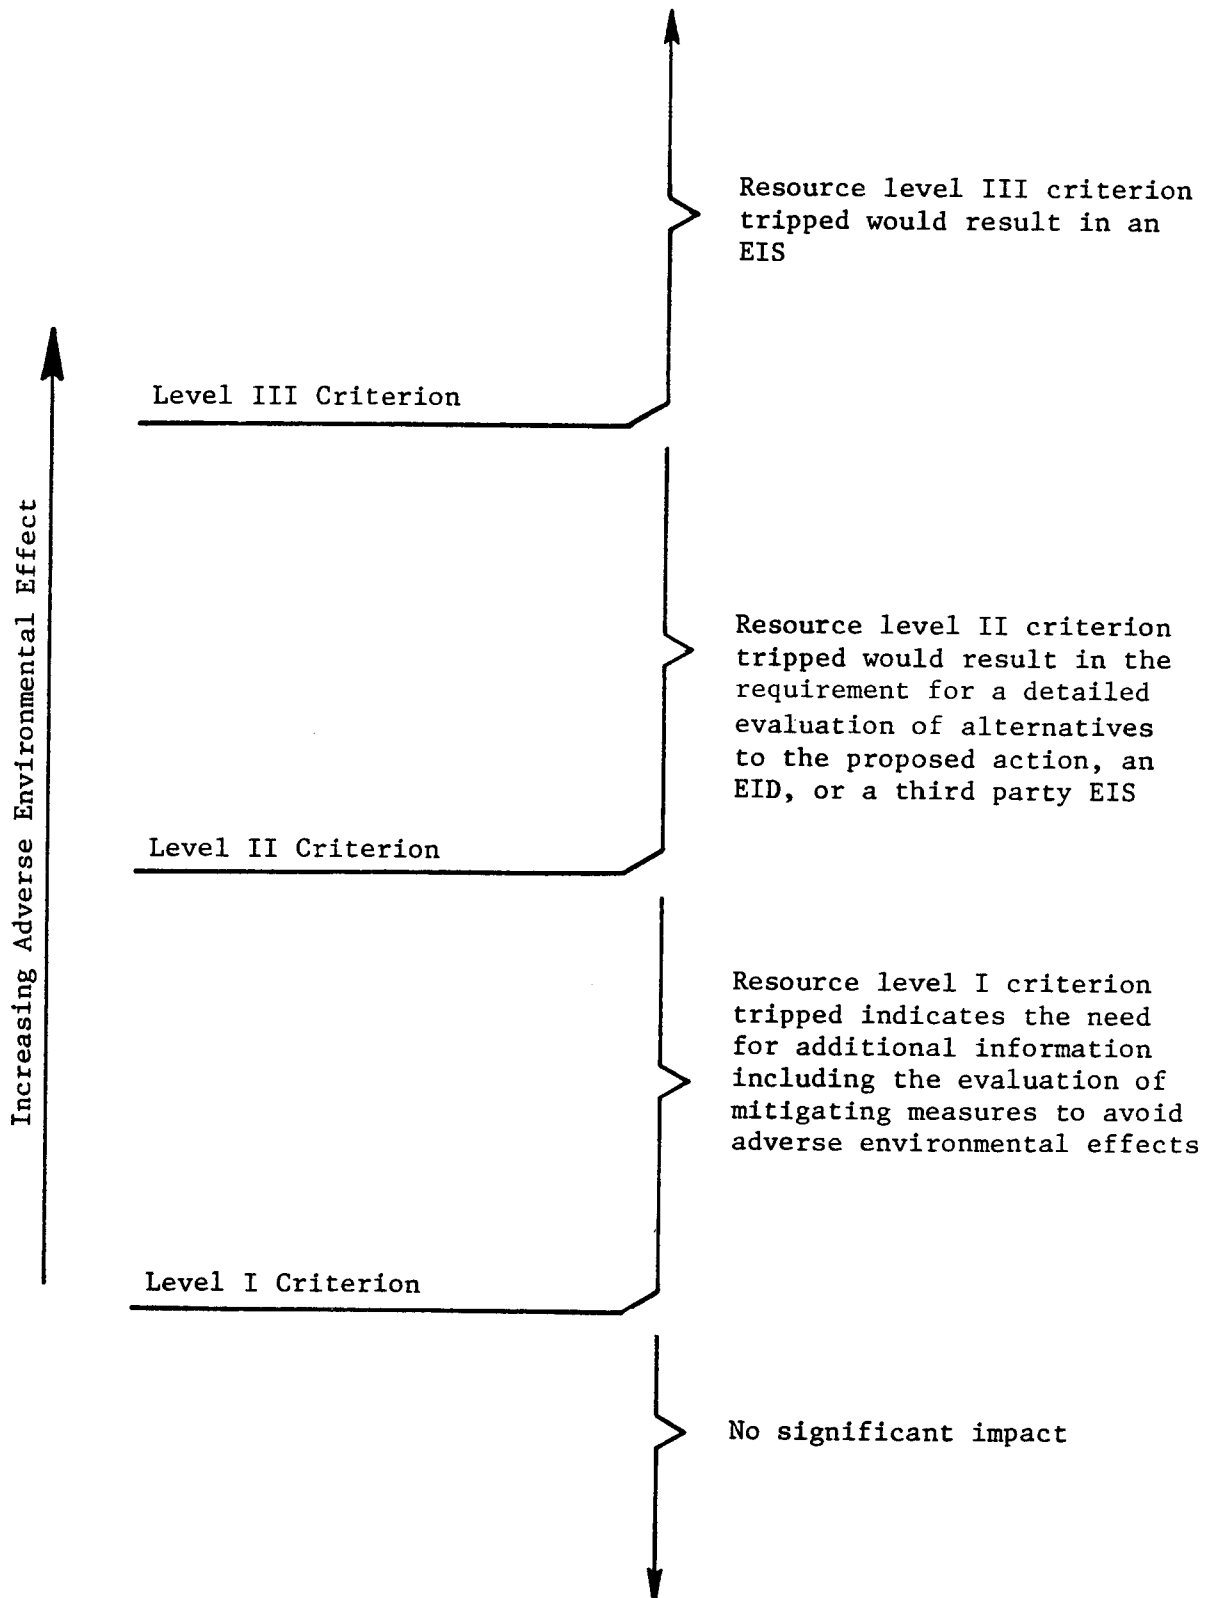 Resource level III criterion
tripped would result in an
EIS
Level III Criterion
Increasing Adverse Environmental Effect
Resource level II criterion
tripped would result in the
requirement for a detailed
evaluation of alternatives
to the proposed action, an
EID, or a third party EIS
Level II Criterion
Resource level I criterion
tripped indicates the need
for additional information
including the evaluation of
mitigating measures to avoid
adverse environmental effects
Level I Criterion
No significant impact